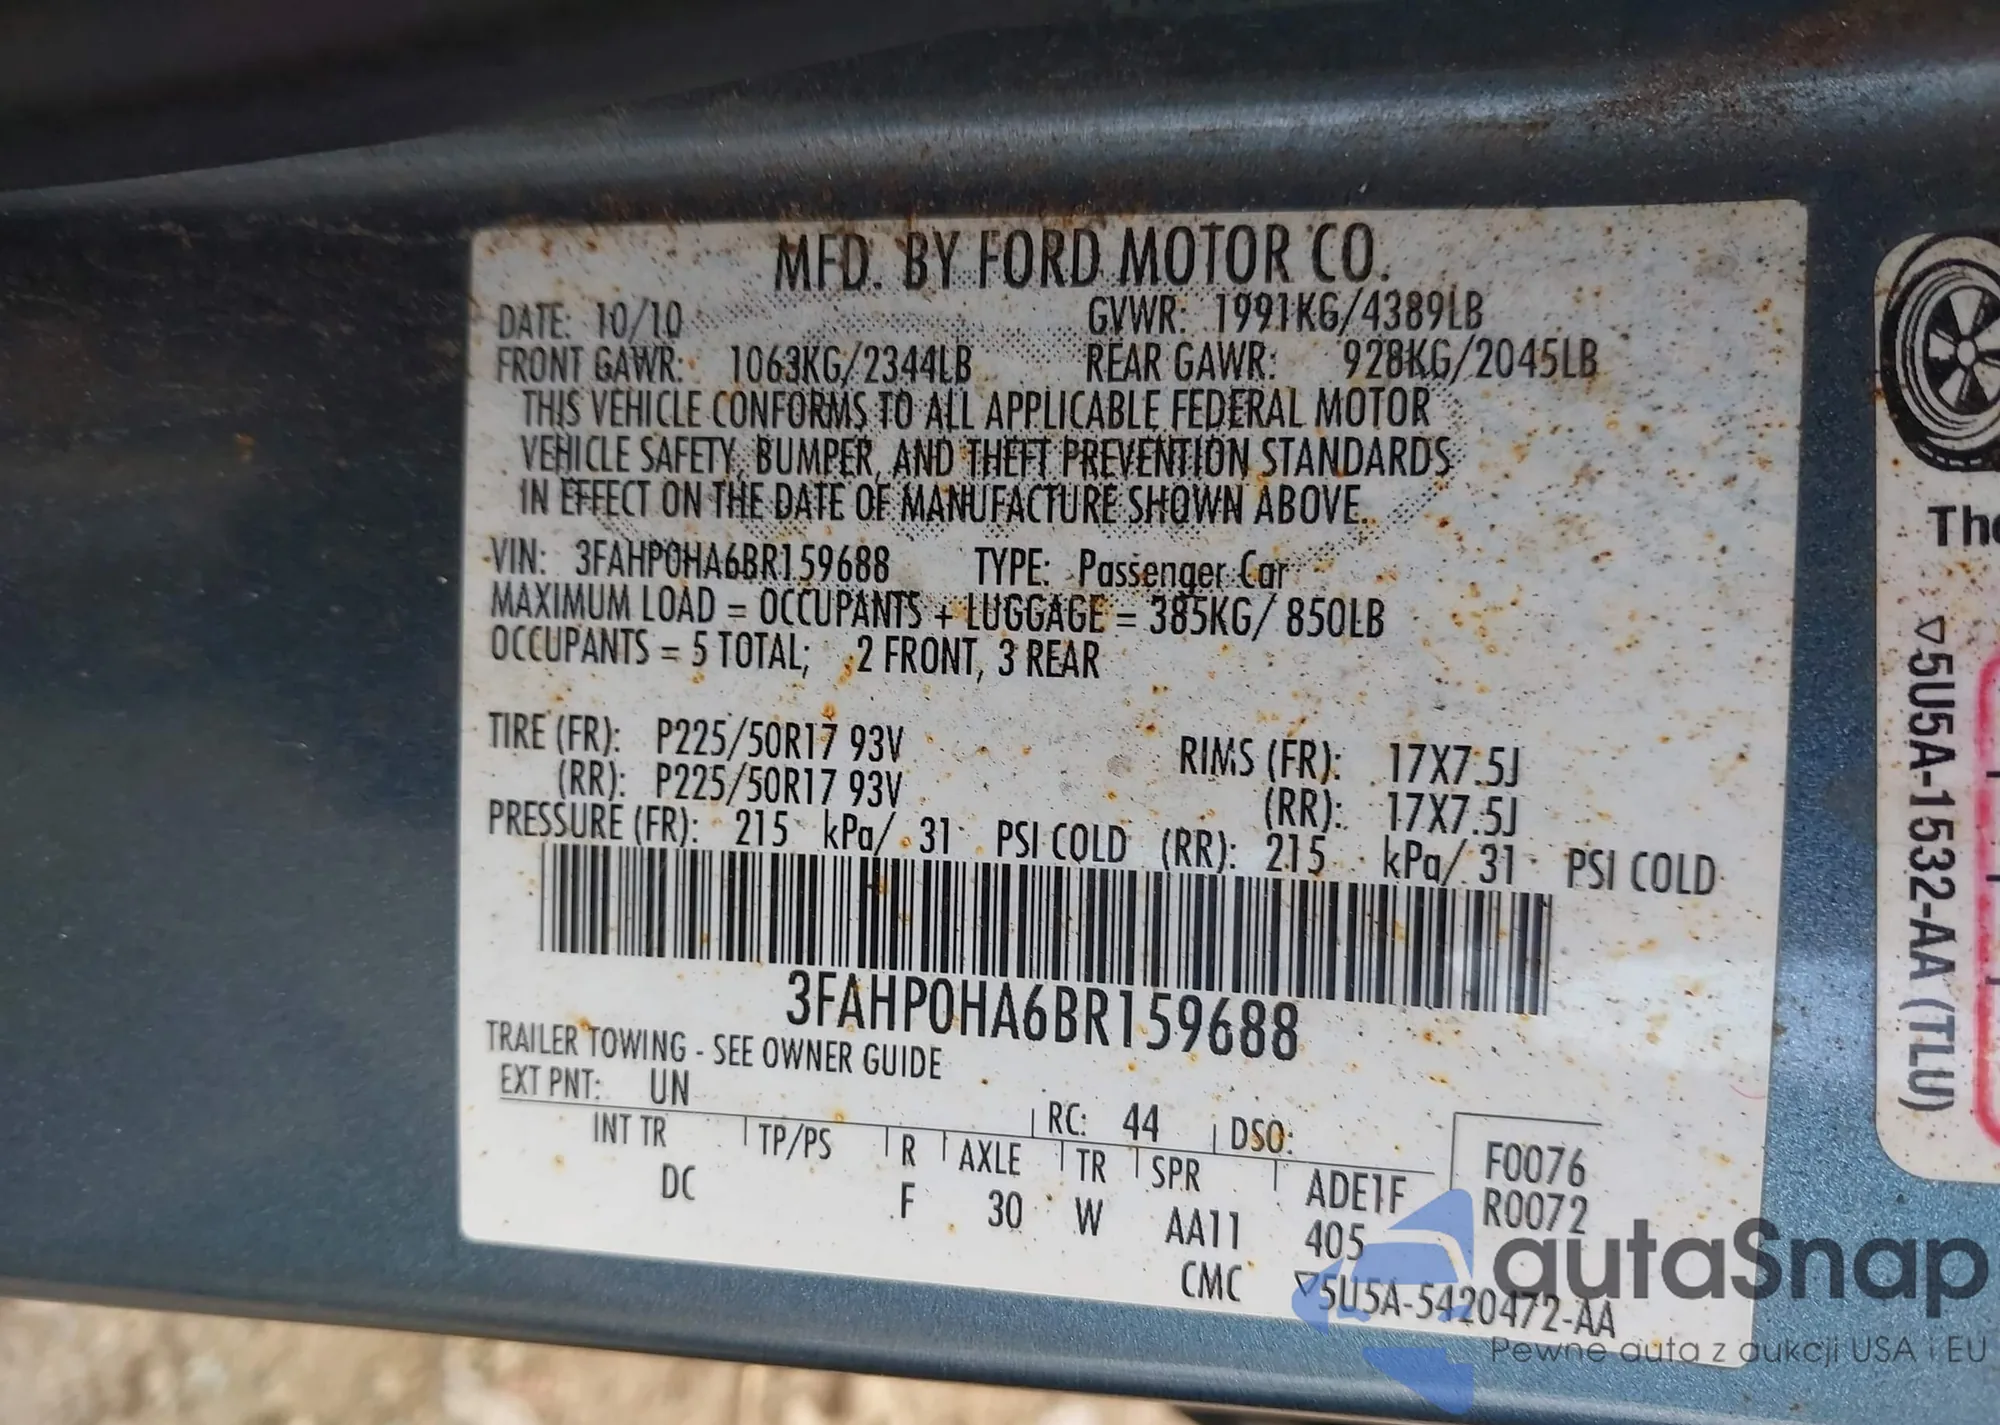 MFD. BY FORD MOTOR CO.
DATE: 10/10 GVWR: 1991KG/4389LB
FRONT GAWR: 1063KG/2344LB REAR GAWR: 928KG/2045LB
THIS VEHICLE CONFORMS TO ALL APPLICABLE FEDERAL MOTOR
VEHICLE SAFETY, BUMPER, AND THEFT PREVENTION STANDARDS
IN EFFECT ON THE DATE OF MANUFACTURE SHOWN ABOVE.
VIN: 3FAHP0HA6BR159688 TYPE: Passenger Car
MAXIMUM LOAD = OCCUPANTS + LUGGAGE = 385KG/ 850LB
OCCUPANTS = 5 TOTAL; 2 FRONT, 3 REAR
TIRE (FR): P225/50R17 93V RIMS (FR): 17X7.5J
(RR): P225/50R17 93V (RR): 17X7.5J
PRESSURE (FR): 215 kPa/ 31 PSI COLD (RR): 215 kPa/ 31 PSI COLD
3FAHP0HA6BR159688
TRAILER TOWING - SEE OWNER GUIDE
EXT PNT: UN RC: 44 DSO:
INT TR TP/PS R AXLE TR SPR ADE1F F0076
DC F 30 W AA11 405 R0072
CMC ▽5U5A-5420472-AA
The
▽5U5A-1532-AA (TLU)
autaSnap
Pewne auta z aukcji USA i EU